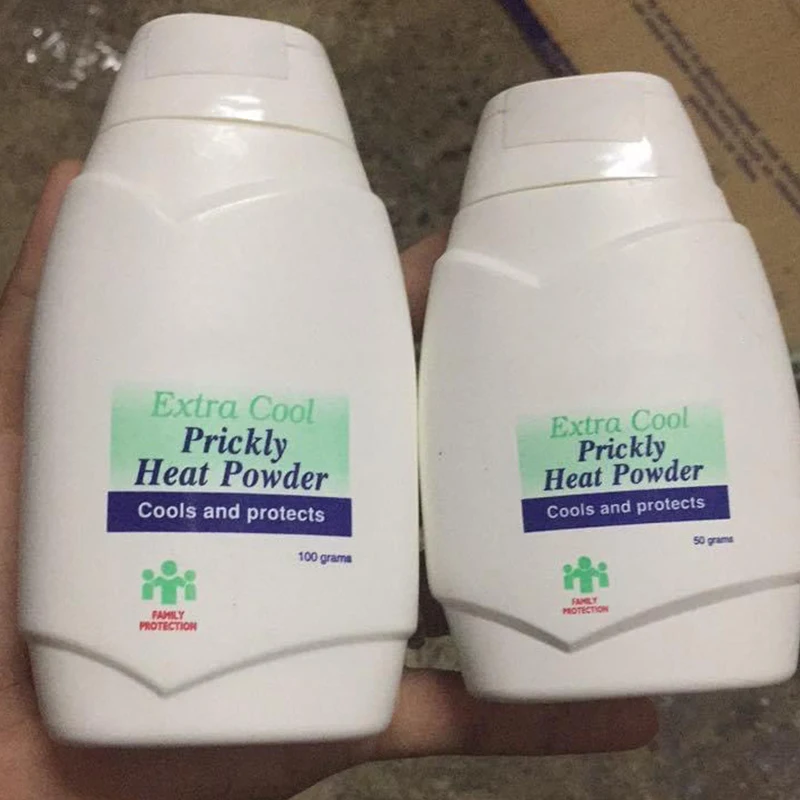 Extra Cool
Prickly
Heat Powder
Cools and protects
100 grams
FAMILY
PROTECTION
Extra Cool
Prickly
Heat Powder
Cools and protects
50 grams
FAMILY
PROTECTION